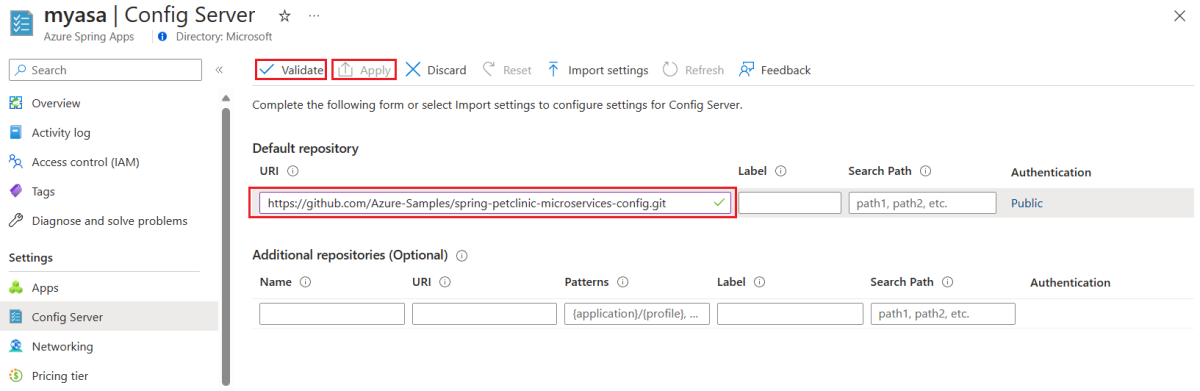 myasa | Config Server
Azure Spring Apps
Directory: Microsoft
Search
Overview
Activity log
Access control (IAM)
Tags
Diagnose and solve problems
Settings
Apps
Config Server
Networking
Pricing tier
Validate Apply Discard Reset Import settings Refresh Feedback
Complete the following form or select Import settings to configure settings for Config Server.
Default repository
URI Label Search Path Authentication
https://github.com/Azure-Samples/spring-petclinic-microservices-config.git path1, path2, etc. Public
Additional repositories (Optional)
Name URI Patterns Label Search Path Authentication
{application}/{profile}, ... path1, path2, etc.